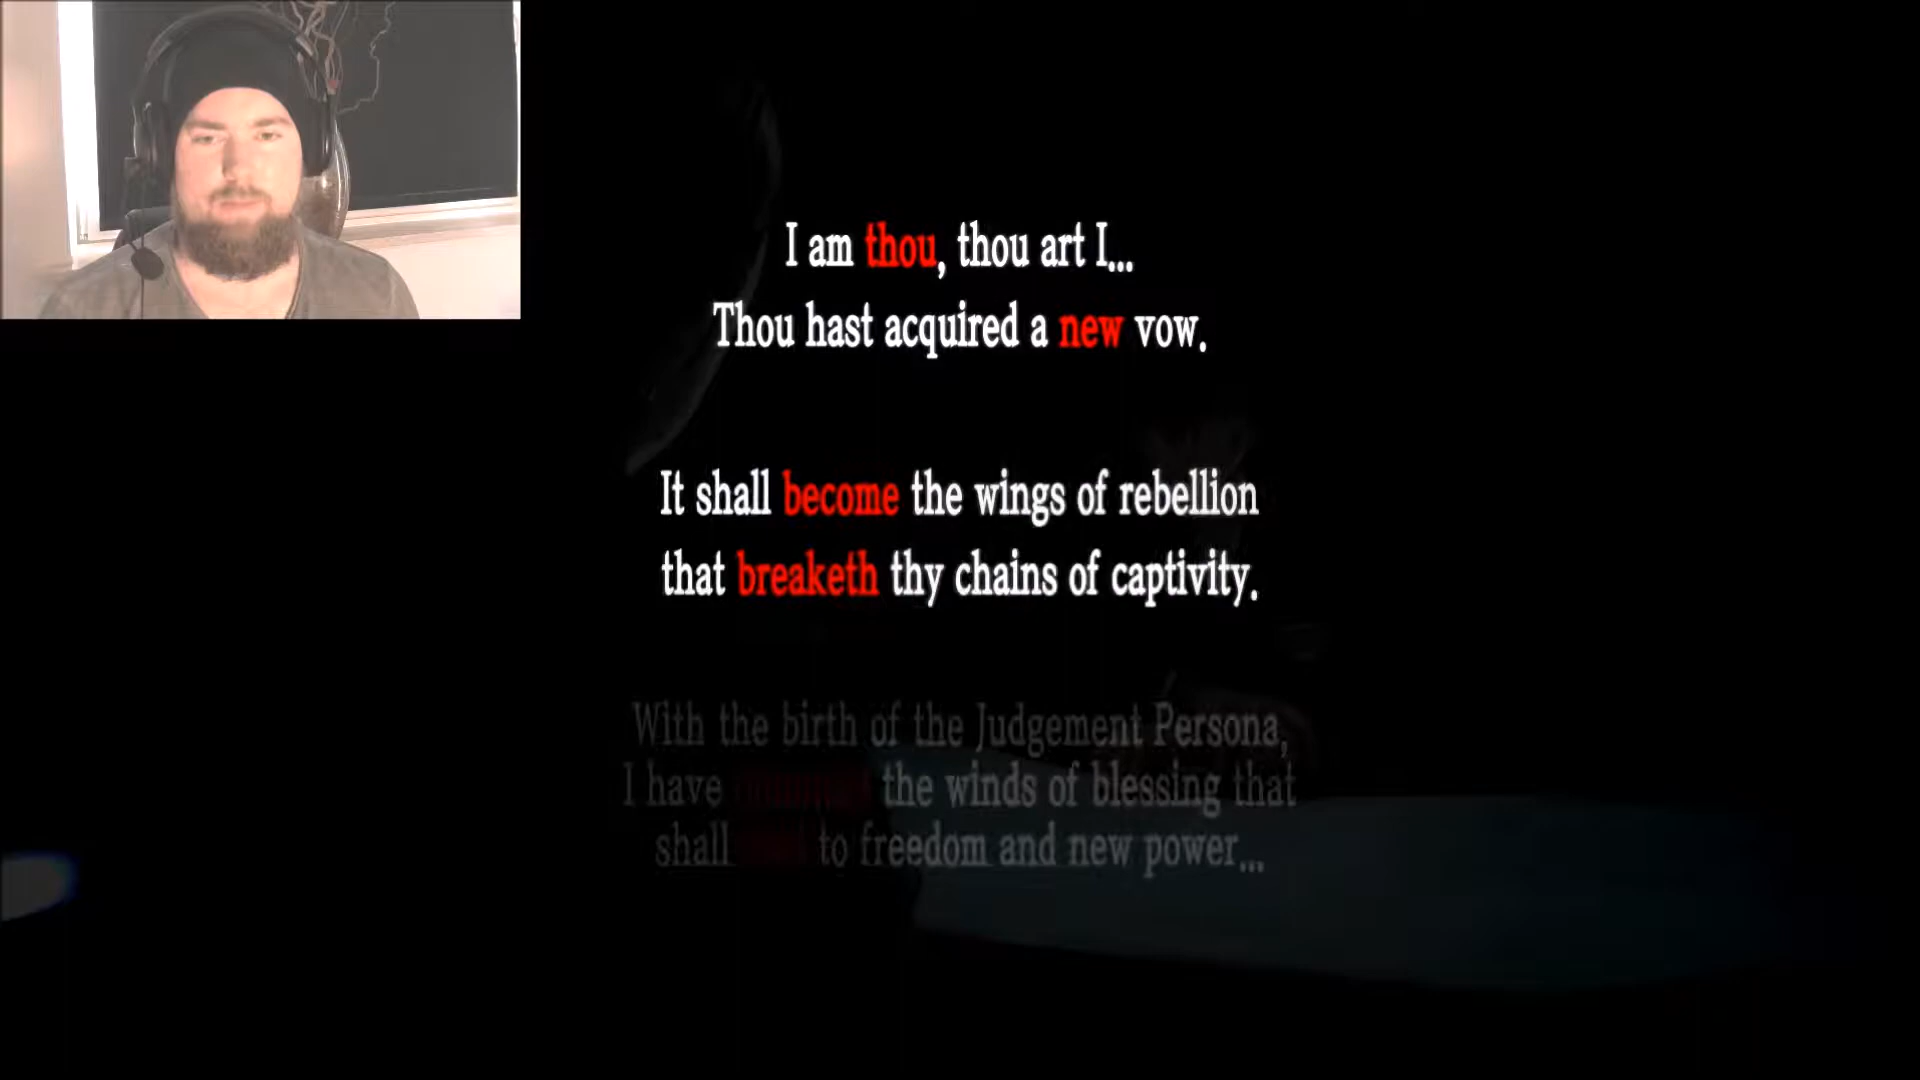 I am thou, thou art I...
Thou hast acquired a new vow.
It shall become the wings of rebellion
that breaketh thy chains of captivity.
With the birth of the Judgement Persona,
I have the winds of blessing that
shall to freedom and new power...